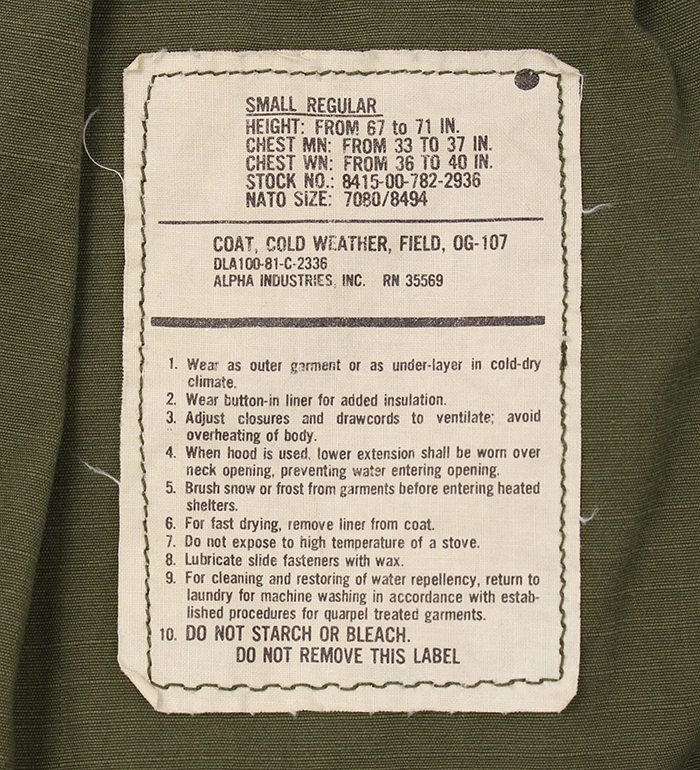 SMALL REGULAR
HEIGHT: FROM 67 to 71 IN.
CHEST MN: FROM 33 TO 37 IN.
CHEST WN: FROM 36 TO 40 IN.
STOCK NO.: 8415-00-782-2936
NATO SIZE: 7080/8494
COAT, COLD WEATHER, FIELD, OG-107
DLA100-81-C-2336
ALPHA INDUSTRIES, INC. RN 35569
1. Wear as outer garment or as under-layer in cold-dry
climate.
2. Wear button-in liner for added insulation.
3. Adjust closures and drawcords to ventilate; avoid
overheating of body.
4. When hood is used, lower extension shall be worn over
neck opening, preventing water entering opening.
5. Brush snow or frost from garments before entering heated
shelters.
6. For fast drying, remove liner from coat.
7. Do not expose to high temperature of a stove.
8. Lubricate slide fasteners with wax.
9. For cleaning and restoring of water repellency, return to
laundry for machine washing in accordance with estab-
lished procedures for quarpel treated garments.
10. DO NOT STARCH OR BLEACH.
DO NOT REMOVE THIS LABEL